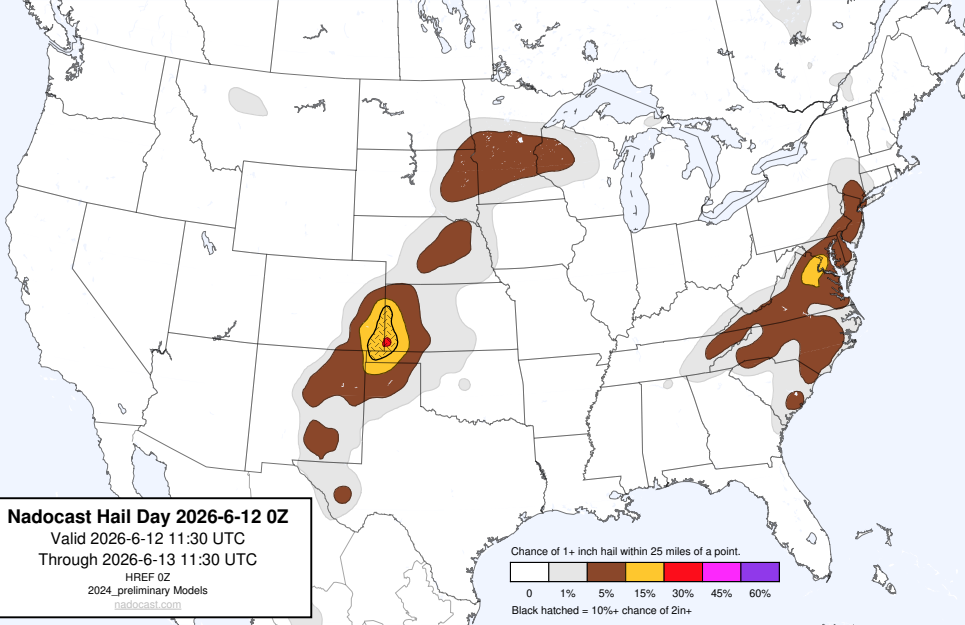 Nadocast Hail Day 2026-6-12 0Z
Valid 2026-6-12 11:30 UTC
Through 2026-6-13 11:30 UTC
HREF 0Z
2024_preliminary Models
nadocast.com
Chance of 1+ inch hail within 25 miles of a point.
0 1% 5% 15% 30% 45% 60%
Black hatched = 10%+ chance of 2in+